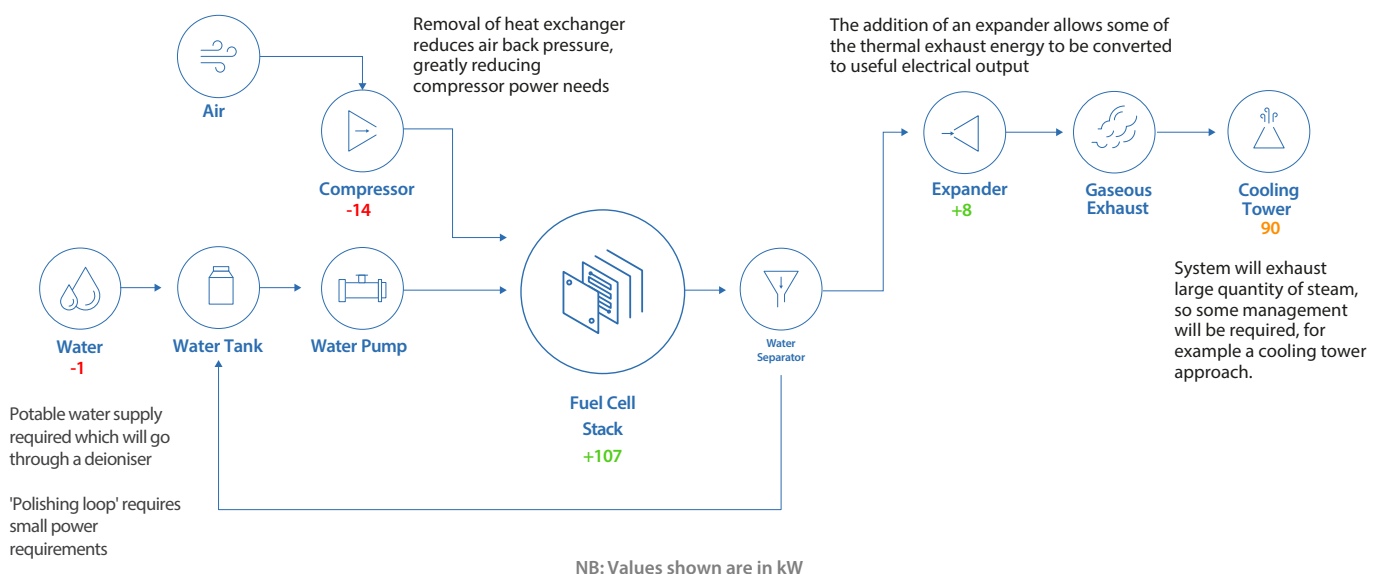 Removal of heat exchanger
reduces air back pressure,
greatly reducing
compressor power needs
The addition of an expander allows some of
the thermal exhaust energy to be converted
to useful electrical output
Air
Compressor
-14
Expander
+8
Gaseous
Exhaust
Cooling
Tower
90
System will exhaust
large quantity of steam,
so some management
will be required, for
example a cooling tower
approach.
Water
-1
Water Tank
Water Pump
Fuel Cell
Stack
+107
Water
Separator
Potable water supply
required which will go
through a deioniser
'Polishing loop' requires
small power
requirements
NB: Values shown are in kW